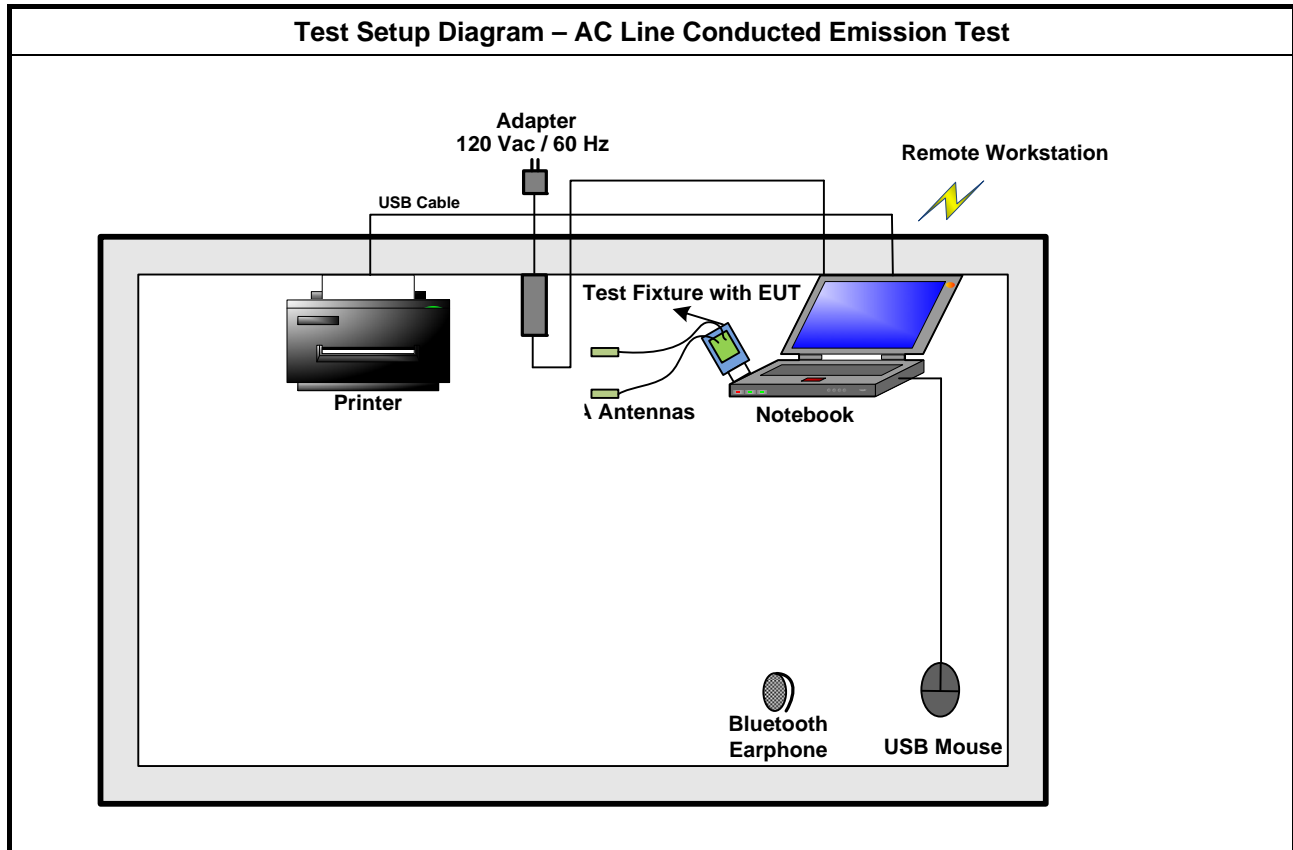 Test Setup Diagram – AC Line Conducted Emission Test
Adapter
120 Vac / 60 Hz
Remote Workstation
USB Cable
Test Fixture with EUT
Printer
Antennas
Notebook
Bluetooth
Earphone
USB Mouse